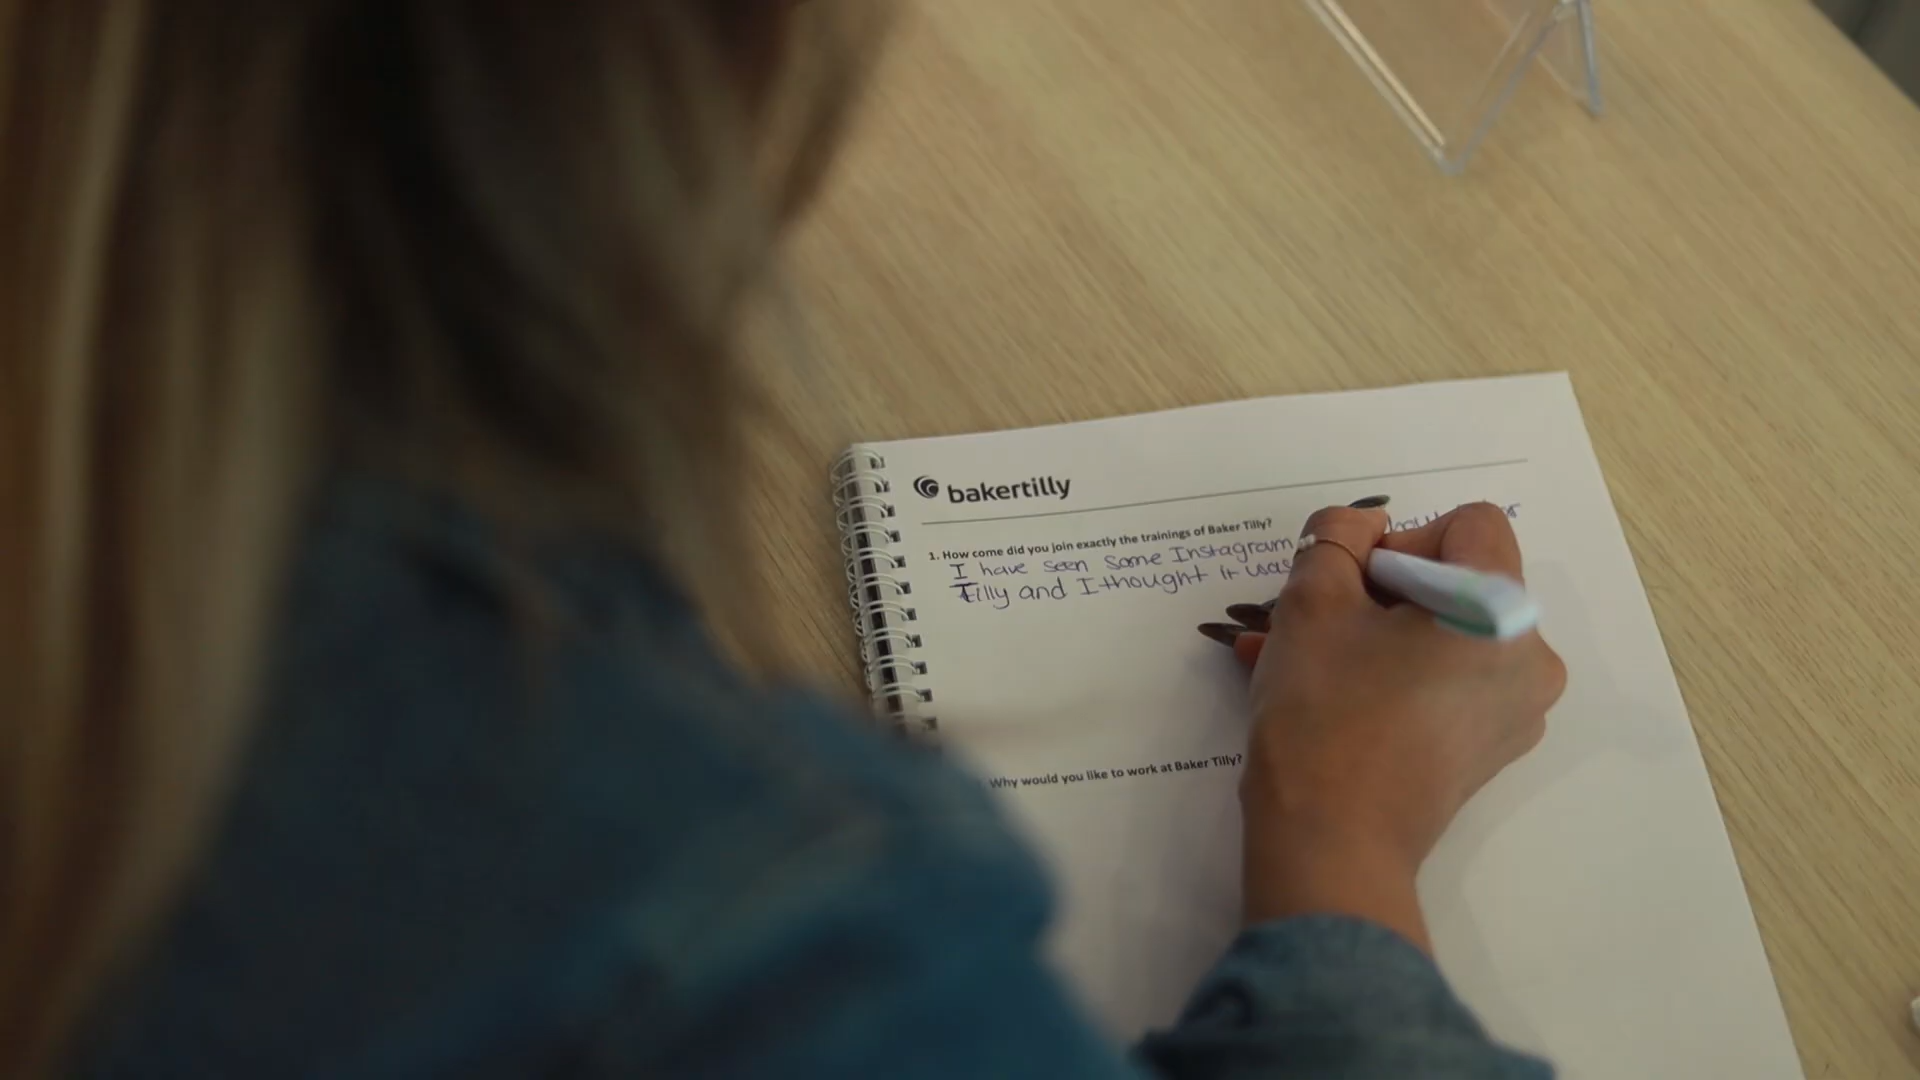 bakertilly
1. How come did you join exactly the trainings of Baker Tilly?
I have seen some Instagram
Tilly and I thought it was
Why would you like to work at Baker Tilly?